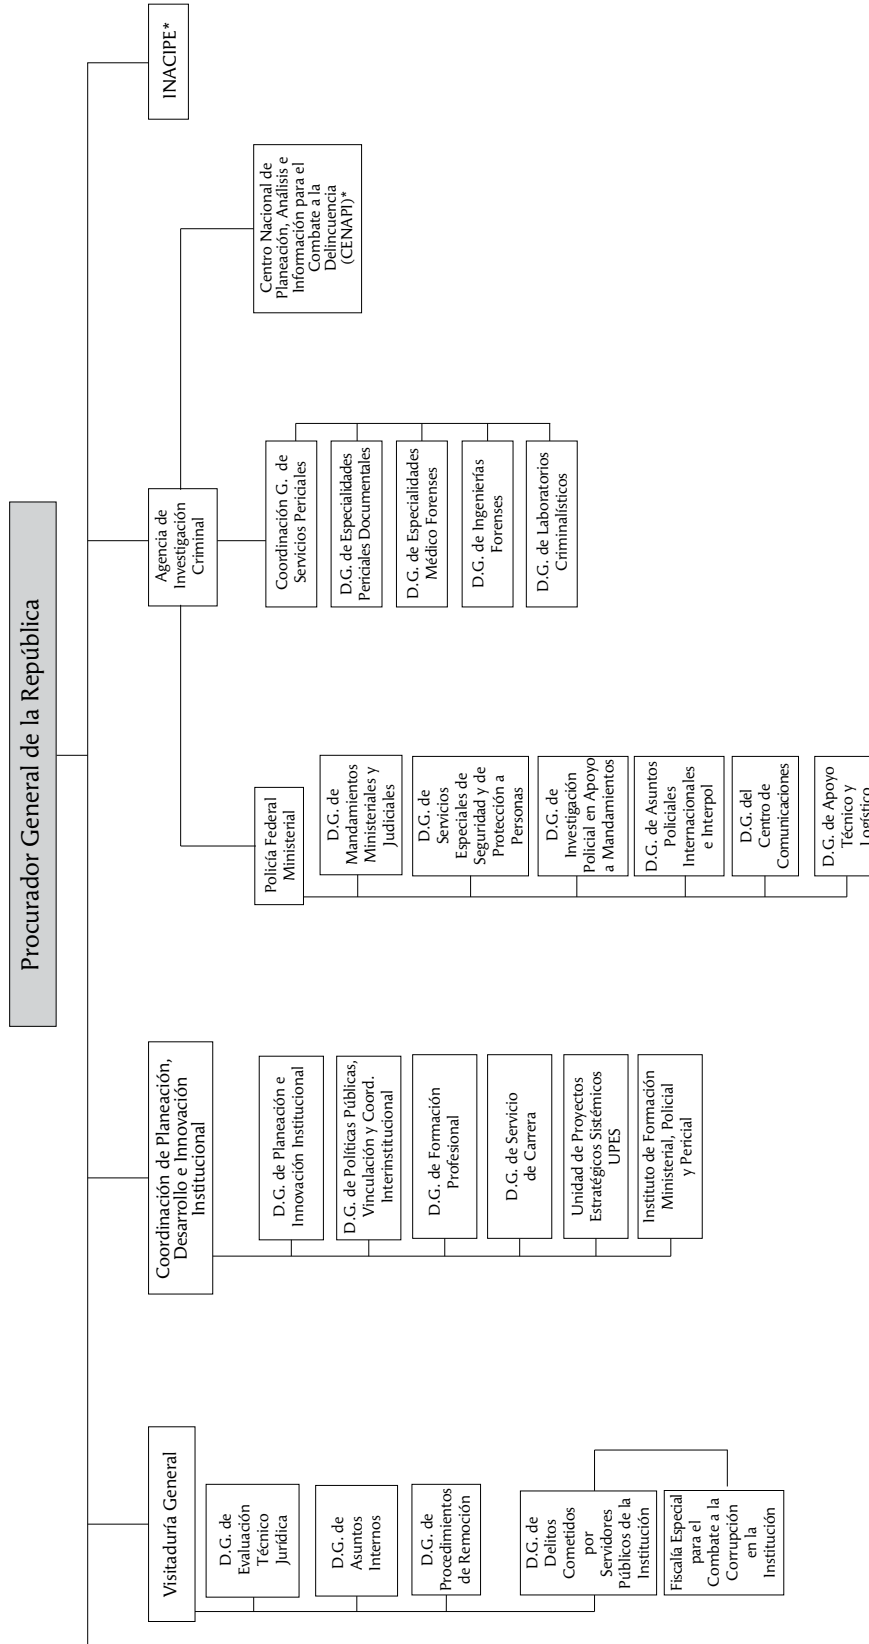 Procurador General de la República
Visitaduría General
D.G. de
Evaluación
Técnico
Jurídica
D.G. de
Asuntos
Internos
D.G. de
Procedimientos
de Remoción
D.G. de
Delitos
Cometidos
por
Servidores
Públicos de la
Institución
Fiscalía Especial
para el
Combate a la
Corrupción
en la
Institución
Coordinación de Planeación,
Desarrollo e Innovación
Institucional
D.G. de Planeación e
Innovación Institucional
D.G. de Políticas Públicas,
Vinculación y Coord.
Interinstitucional
D.G. de Formación
Profesional
D.G. de Servicio
de Carrera
Unidad de Proyectos
Estratégicos Sistémicos
UPES
Instituto de Formación
Ministerial, Policial
y Pericial
Agencia de
Investigación
Criminal
Policía Federal
Ministerial
D.G. de
Mandamientos
Ministeriales y
Judiciales
D.G. de
Servicios
Especiales de
Seguridad y de
Protección a
Personas
D.G. de
Investigación
Policial en Apoyo
a Mandamientos
D.G. de Asuntos
Policiales
Internacionales
e Interpol
D.G. del
Centro de
Comunicaciones
D.G. de Apoyo
Técnico y
Logístico
Coordinación G. de
Servicios Periciales
D.G. de Especialidades
Periciales Documentales
D.G. de Especialidades
Médico Forenses
D.G. de Ingenierías
Forenses
D.G. de Laboratorios
Criminalísticos
Centro Nacional de
Planeación, Análisis e
Información para el
Combate a la
Delincuencia
(CENAPI)*
INACIPE*